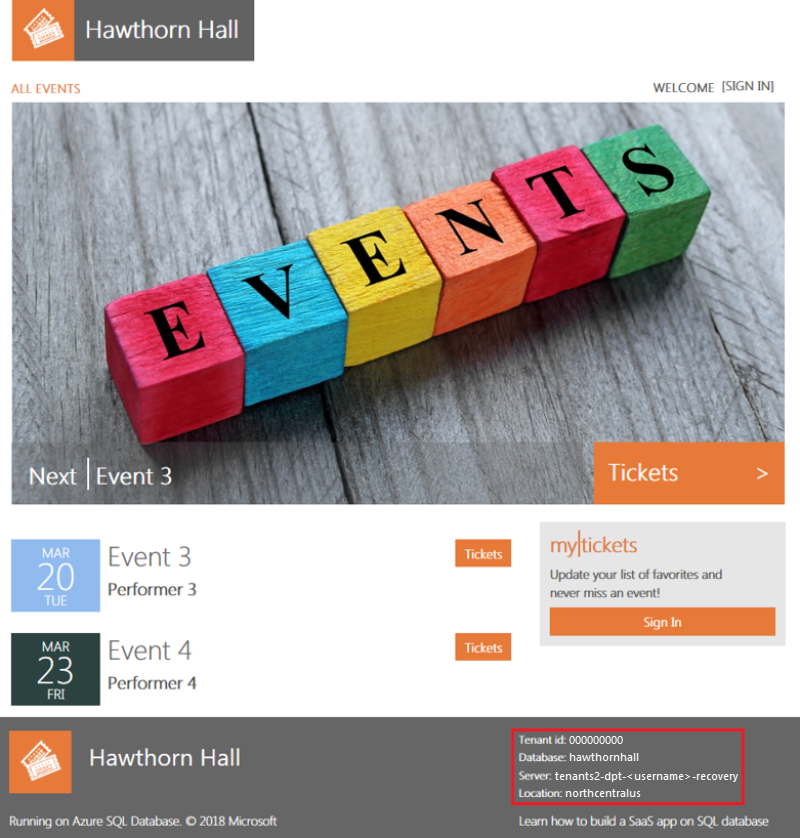 Hawthorn Hall
ALL EVENTS
WELCOME [SIGN IN]
EVENTS
Next Event 3
Tickets >
MAR
20
TUE
Event 3
Performer 3
Tickets
MAR
23
FRI
Event 4
Performer 4
Tickets
my|tickets
Update your list of favorites and
never miss an event!
Sign In
Hawthorn Hall
Tenant id: 000000000
Database: hawthornhall
Server: tenants2-dpt-<username>-recovery
Location: northcentralus
Running on Azure SQL Database. © 2018 Microsoft
Learn how to build a SaaS app on SQL database